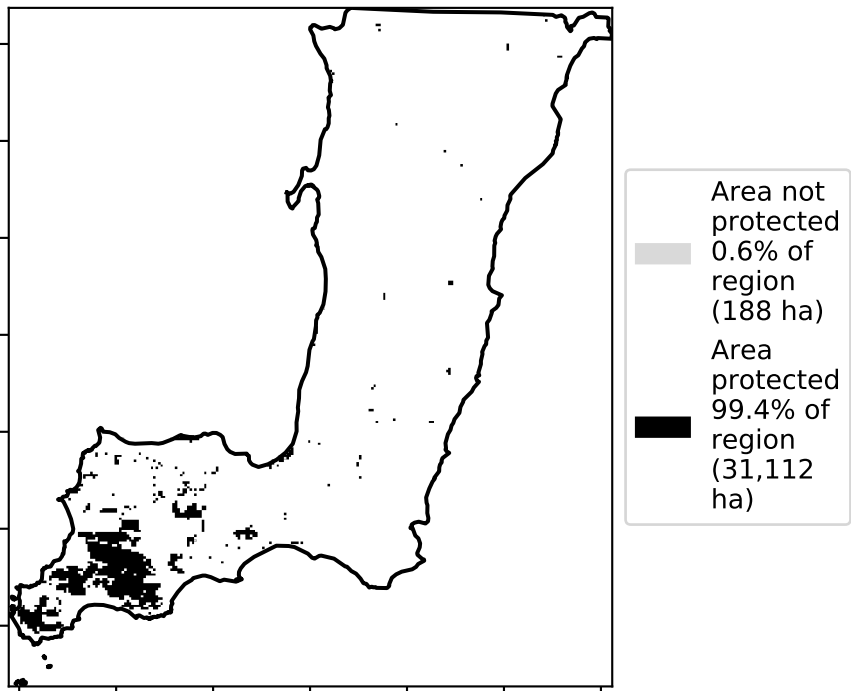 Area not
protected
0.6% of
region
(188 ha)
Area
protected
99.4% of
region
(31,112
ha)